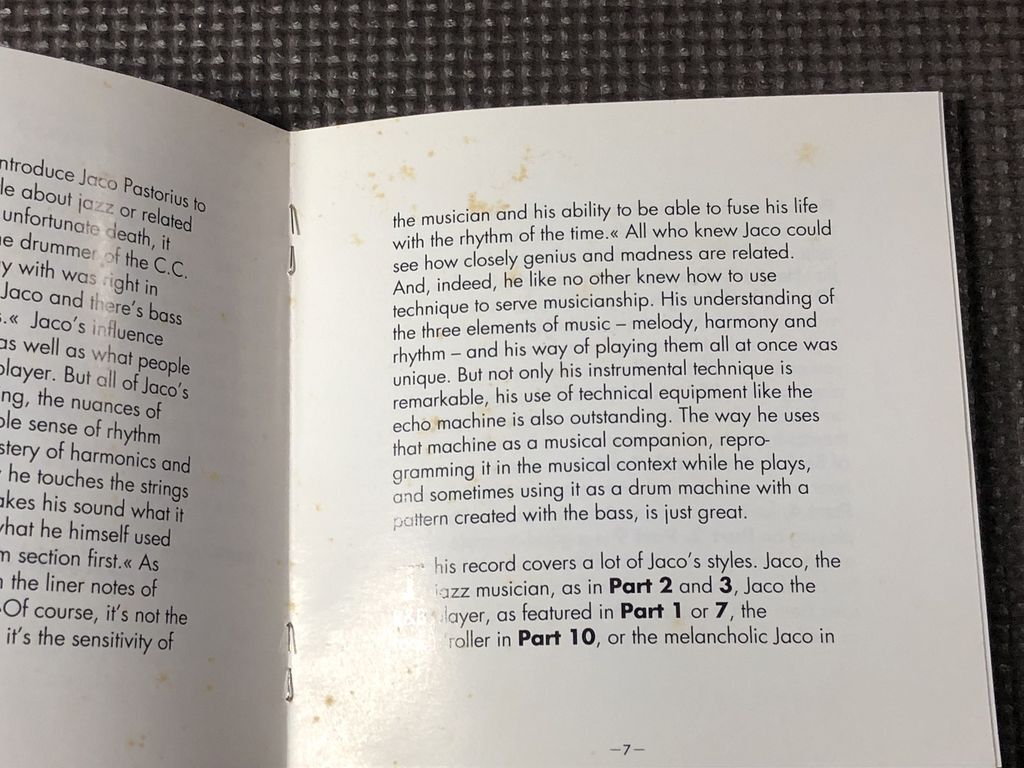 ntroduce Jaco Pastorius to
le about jazz or related
unfortunate death, it
e drummer of the C.C.
y with was right in
Jaco and there's bass
s.« Jaco's influence
as well as what people
player. But all of Jaco's
ng, the nuances of
ole sense of rhythm
stery of harmonics and
he touches the strings
akes his sound what it
what he himself used
m section first.« As
n the liner notes of
Of course, it's not the
it's the sensitivity of
the musician and his ability to be able to fuse his life
with the rhythm of the time.« All who knew Jaco could
see how closely genius and madness are related.
And, indeed, he like no other knew how to use
technique to serve musicianship. His understanding of
the three elements of music – melody, harmony and
rhythm – and his way of playing them all at once was
unique. But not only his instrumental technique is
remarkable, his use of technical equipment like the
echo machine is also outstanding. The way he uses
that machine as a musical companion, repro-
gramming it in the musical context while he plays,
and sometimes using it as a drum machine with a
pattern created with the bass, is just great.
his record covers a lot of Jaco's styles. Jaco, the
jazz musician, as in Part 2 and 3, Jaco the
layer, as featured in Part 1 or 7, the
roller in Part 10, or the melancholic Jaco in
–7–